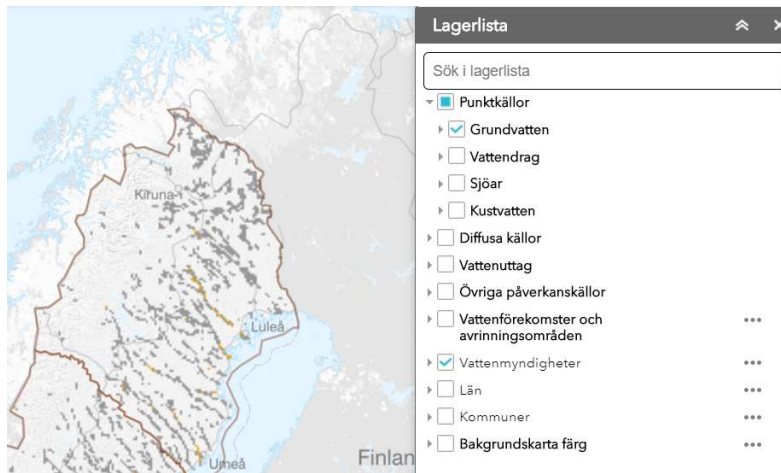 Kiruna
Luleå
Umeå
Finlan
Lagerlista
Sök i lagerlista
Punktkällor
Grundvatten
Vattendrag
Sjöar
Kustvatten
Diffusa källor
Vattenuttag
Övriga påverkanskällor
Vattenförekomster och
avrinningsområden
Vattenmyndigheter
Län
Kommuner
Bakgrundskarta färg